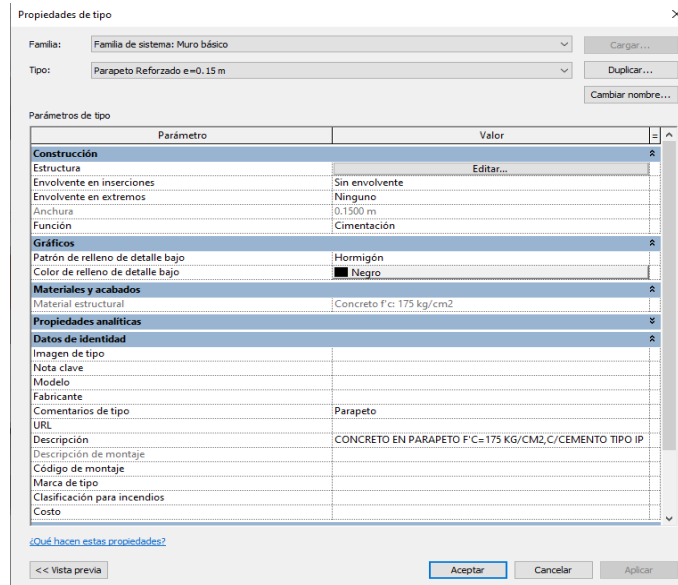 Propiedades de tipo
Familia: Familia de sistema: Muro básico Cargar...
Tipo: Parapeto Reforzado e=0.15 m Duplicar...
Cambiar nombre...
Parámetros de tipo
Parámetro Valor =
Construcción
Estructura Editar...
Envolvente en inserciones Sin envolvente
Envolvente en extremos Ninguno
Anchura 0.1500 m
Función Cimentación
Gráficos
Patrón de relleno de detalle bajo Hormigón
Color de relleno de detalle bajo Negro
Materiales y acabados
Material estructural Concreto f'c: 175 kg/cm2
Propiedades analíticas
Datos de identidad
Imagen de tipo
Nota clave
Modelo
Fabricante
Comentarios de tipo Parapeto
URL
Descripción CONCRETO EN PARAPETO F'C=175 KG/CM2,C/CEMENTO TIPO IP
Descripción de montaje
Código de montaje
Marca de tipo
Clasificación para incendios
Costo
¿Qué hacen estas propiedades?
<< Vista previa Aceptar Cancelar Aplicar